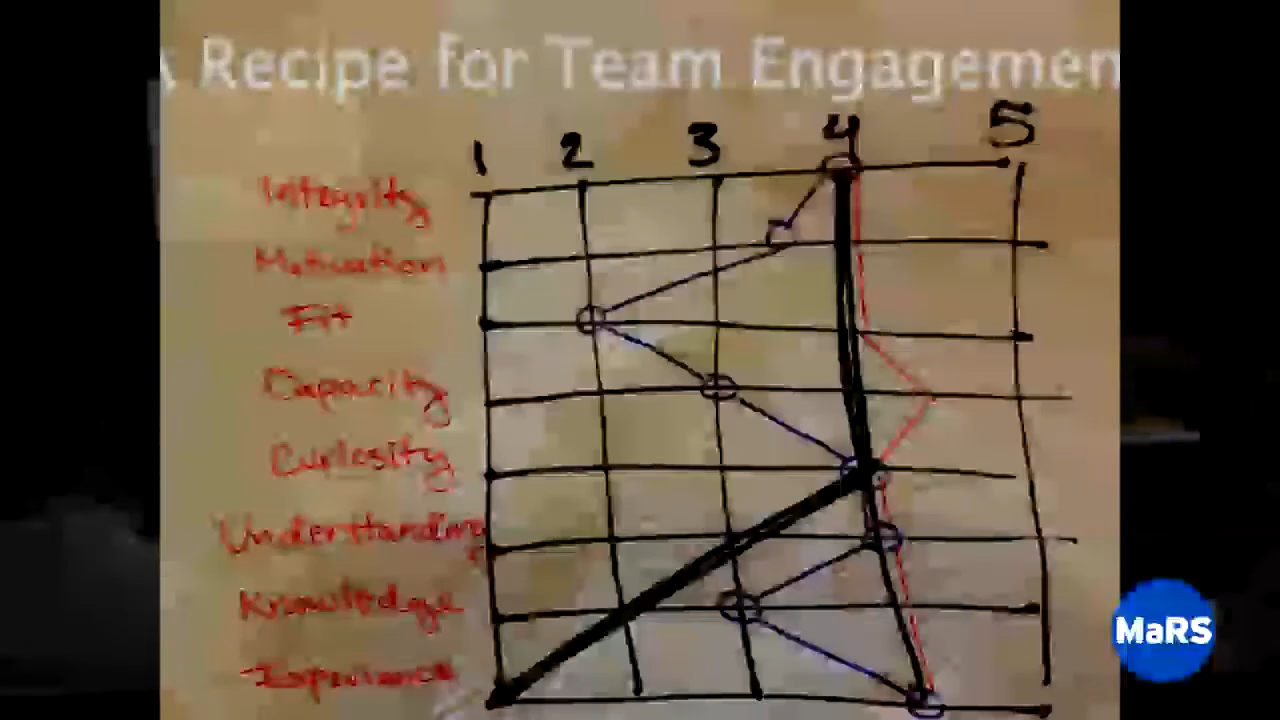 Recipe for Team Engagemen
1 2 3 4 5
Integrity
Motivation
Fit
Capacity
Curiosity
Understanding
Knowledge
Experience
MaRS